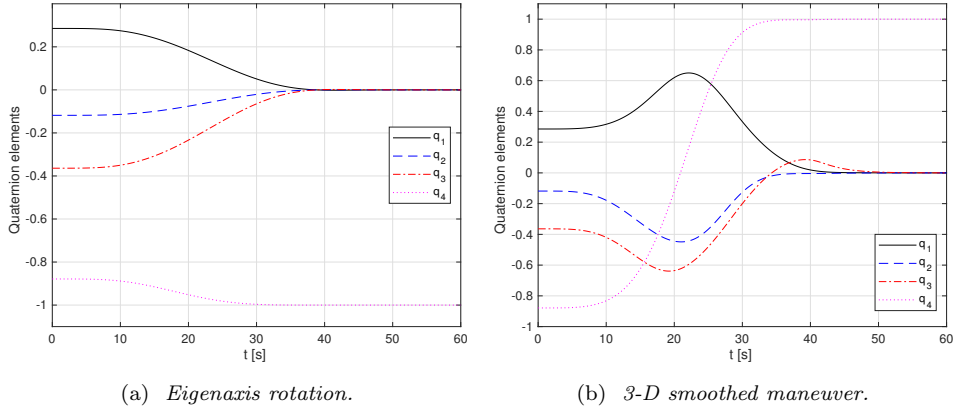 0.2
0
-0.2
-0.4
-0.6
-0.8
-1
Quaternion elements
0 10 20 30 40 50 60
t [s]
q1
q2
q3
q4
(a) Eigenaxis rotation.
1
0.8
0.6
0.4
0.2
0
-0.2
-0.4
-0.6
-0.8
-1
Quaternion elements
0 10 20 30 40 50 60
t [s]
q1
q2
q3
q4
(b) 3-D smoothed maneuver.